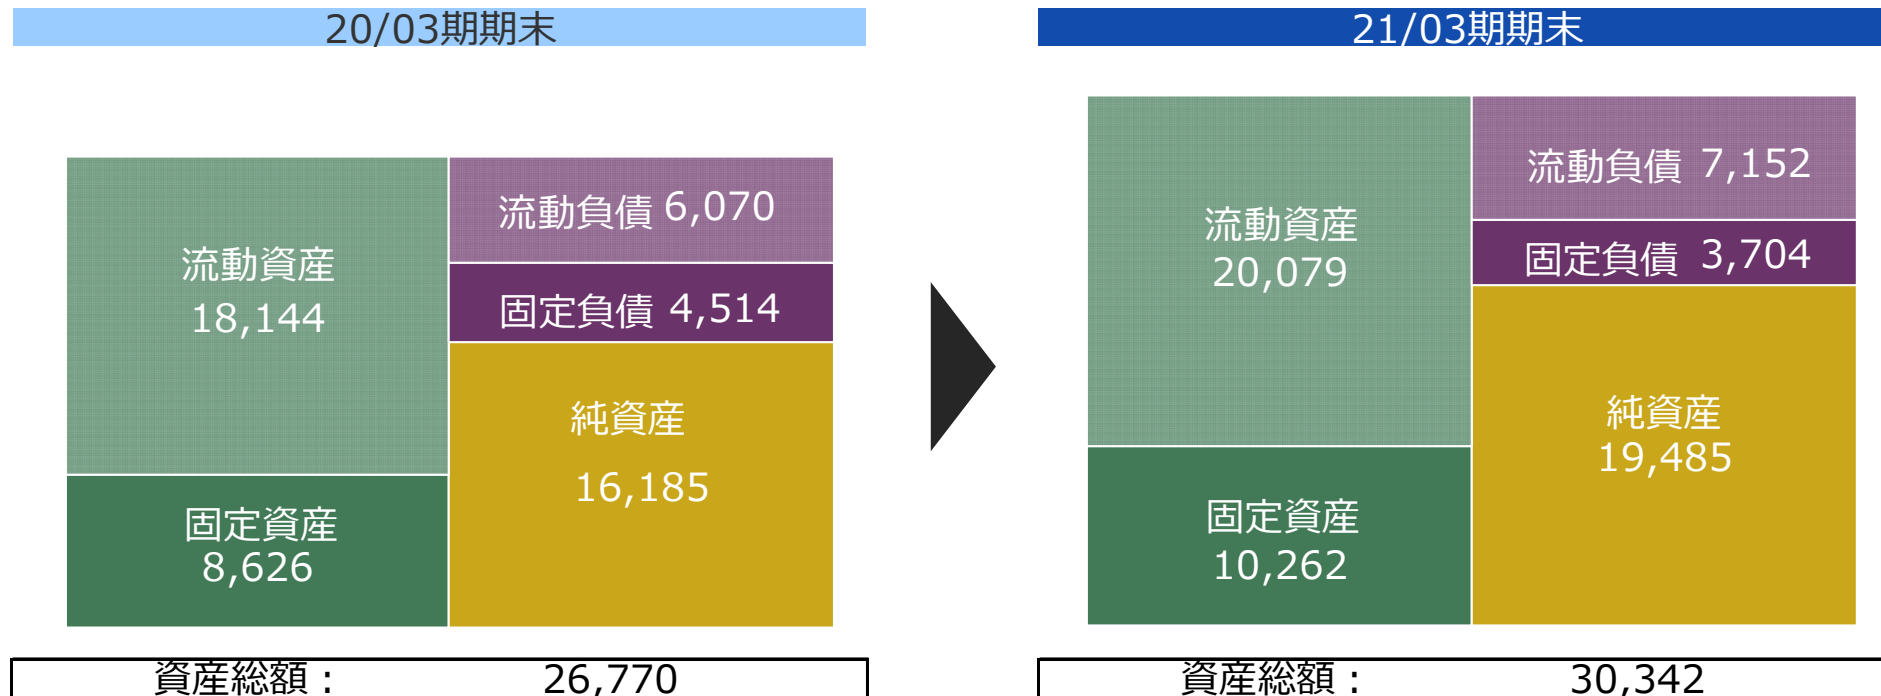 20/03期期末
流動資産
18,144
固定資産
8,626
流動負債 6,070
固定負債 4,514
純資産
16,185
資産総額： 26,770
21/03期期末
流動資産
20,079
固定資産
10,262
流動負債 7,152
固定負債 3,704
純資産
19,485
資産総額： 30,342